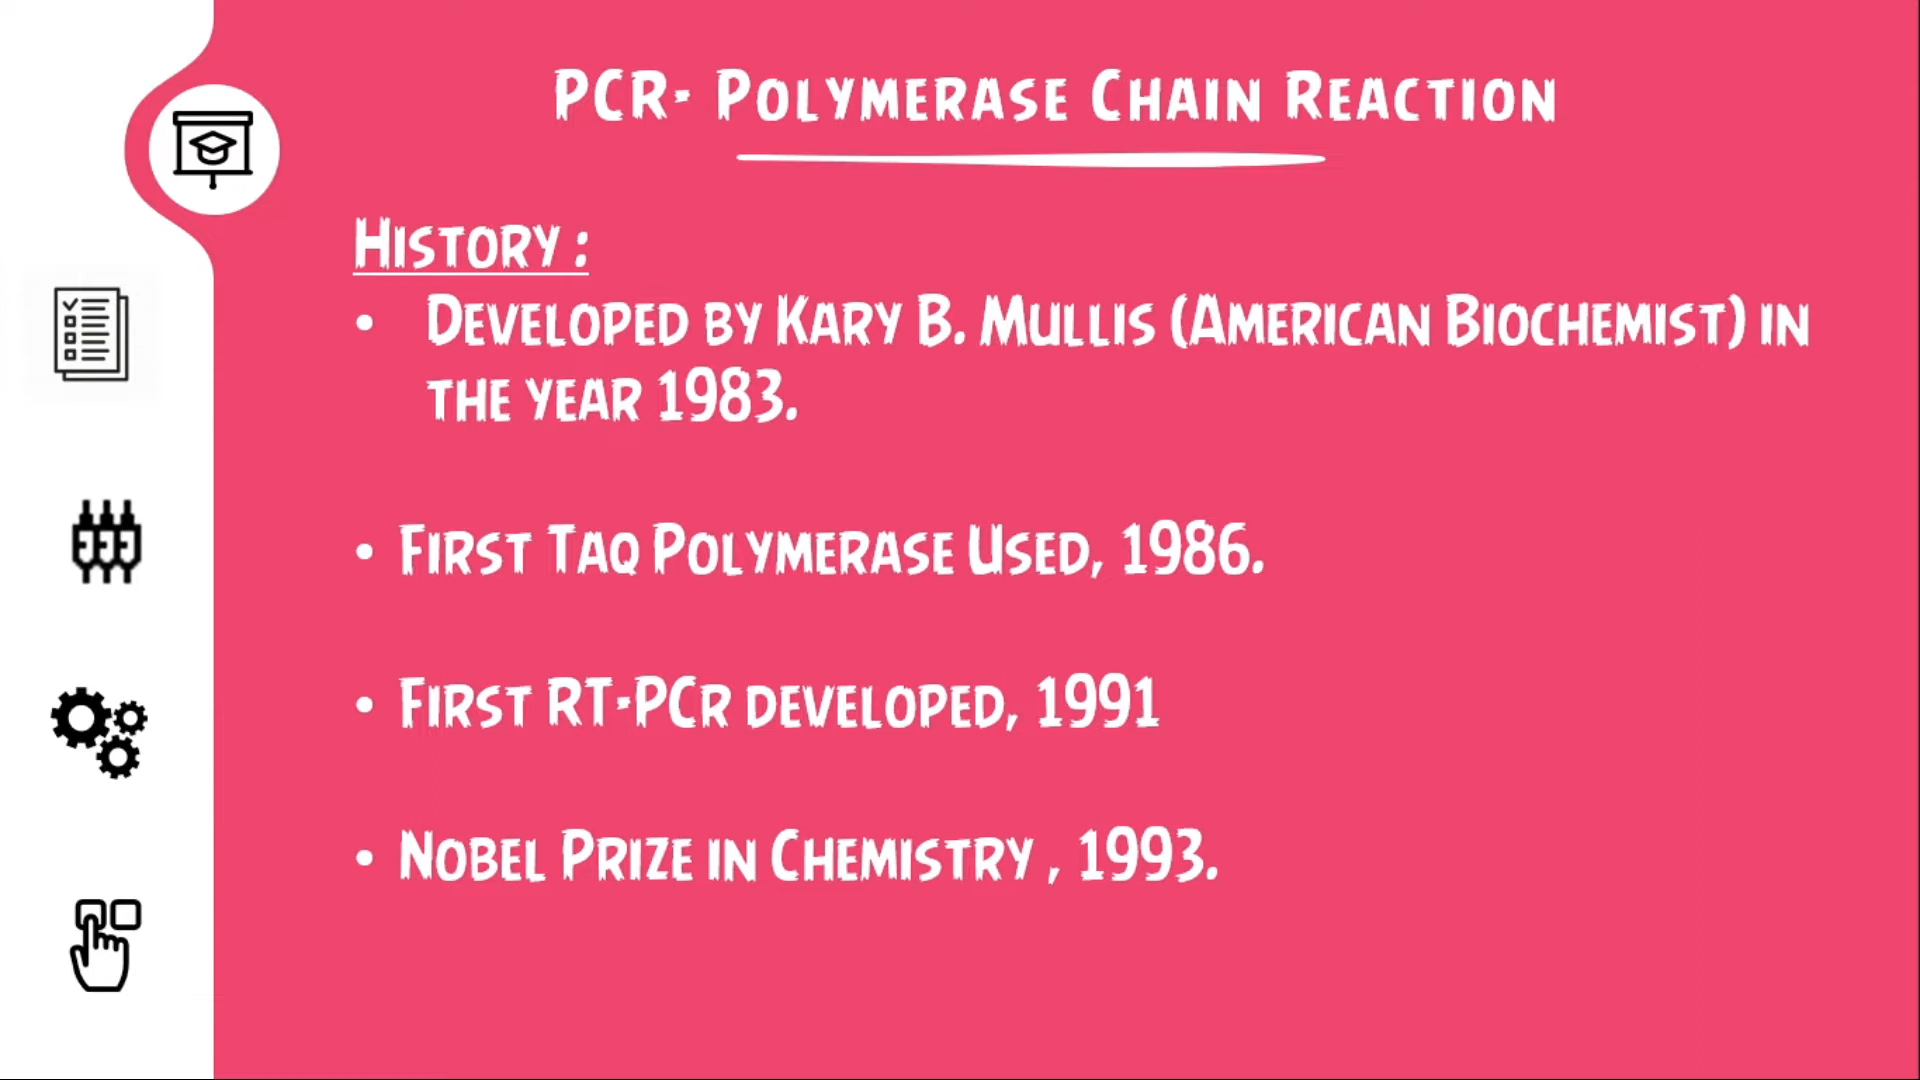 PCR- Polymerase Chain Reaction
History :
• Developed by Kary B. Mullis (American Biochemist) in
the year 1983.
• First Taq Polymerase Used, 1986.
• First RT-PCr developed, 1991
• Nobel Prize in Chemistry , 1993.